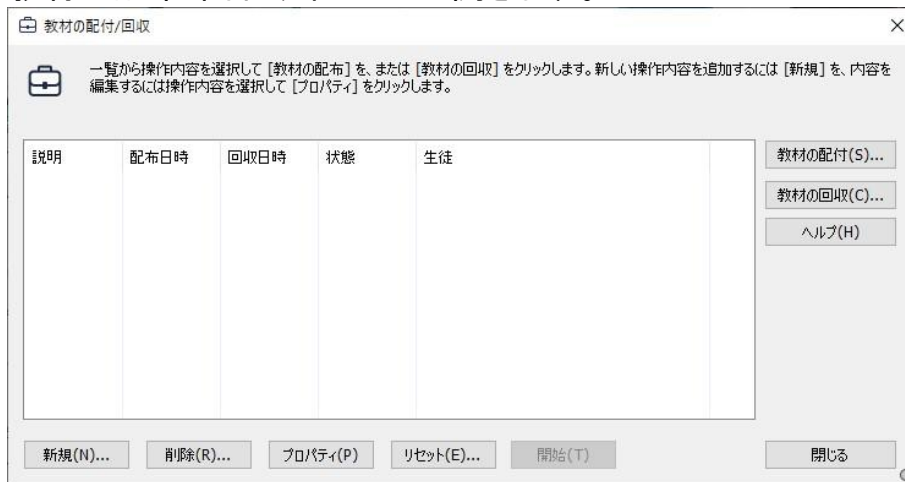 教材の配付/回収
一覧から操作内容を選択して [教材の配布] を、または [教材の回収] をクリックします。新しい操作内容を追加するには [新規] を、内容を
編集するには操作内容を選択して [プロパティ] をクリックします。
説明 配布日時 回収日時 状態 生徒
教材の配付(S)...
教材の回収(C)...
ヘルプ(H)
新規(N)... 削除(R)... プロパティ(P) リセット(E)... 開始(T) 閉じる